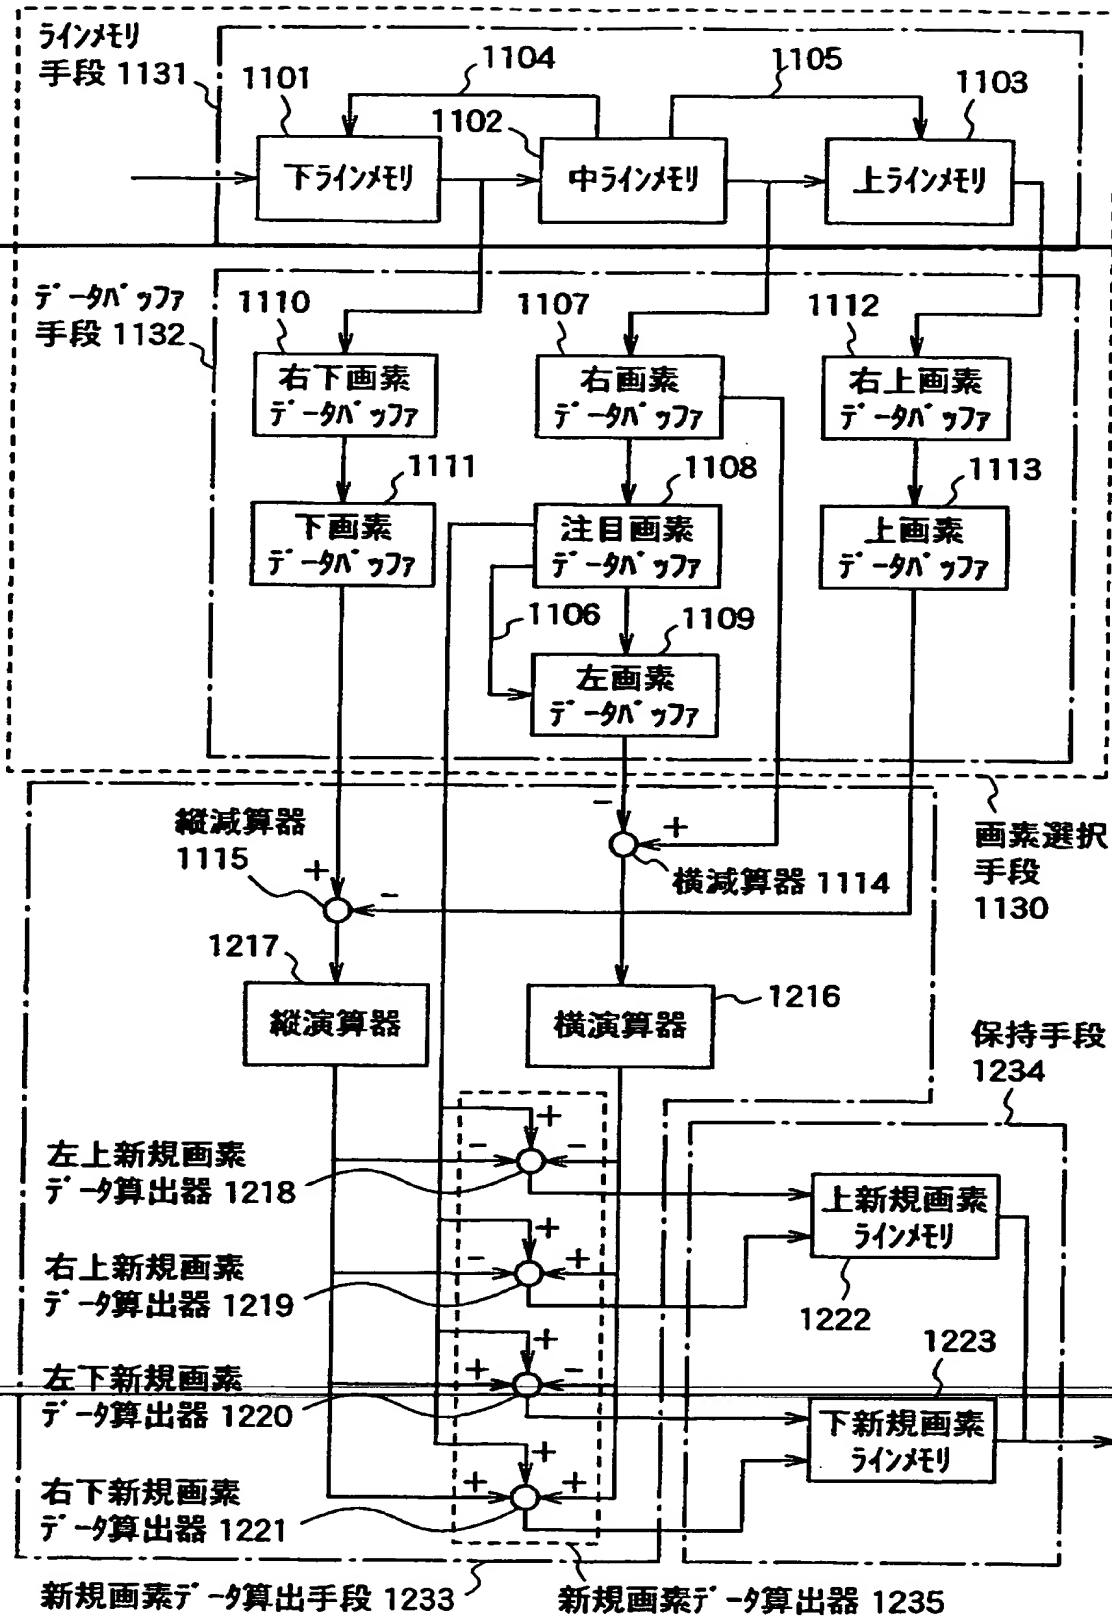 ラインメモリ
手段 1131
1101
1104
1105
1103
1102
下ラインメモリ
中ラインメモリ
上ラインメモリ
データバッファ
手段 1132
1110
1107
1112
右下画素
データバッファ
右画素
データバッファ
右上画素
データバッファ
1111
1108
1113
下画素
データバッファ
注目画素
データバッファ
上画素
データバッファ
1106
1109
左画素
データバッファ
画素選択
手段
1130
縦減算器
1115
+
-
-
+
横減算器 1114
1217
縦演算器
1216
横演算器
保持手段
1234
左上新規画素
データ算出器 1218
+
-
-
上新規画素
ラインメモリ
1222
右上新規画素
データ算出器 1219
+
-
+
左下新規画素
データ算出器 1220
+
+
-
1223
下新規画素
ラインメモリ
右下新規画素
データ算出器 1221
+
+
+
新規画素データ算出手段 1233
新規画素データ算出器 1235